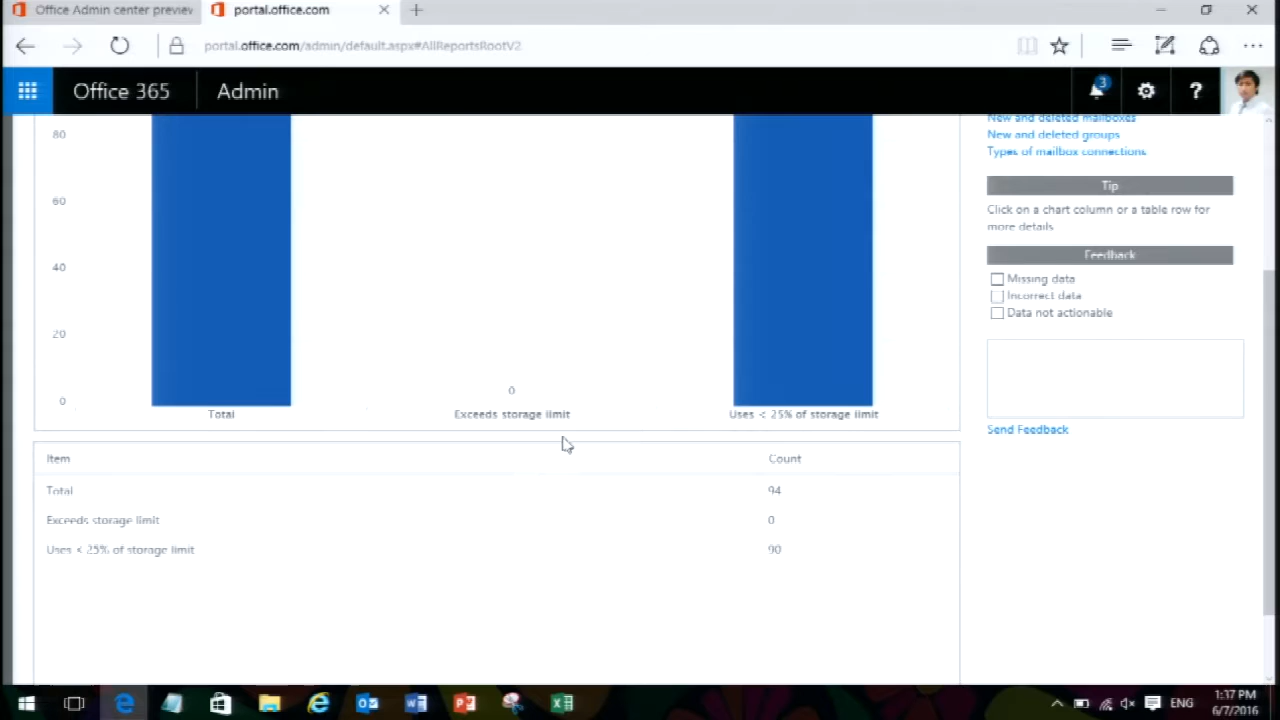 Office Admin center preview
portal.office.com
portal.office.com/admin/default.aspx#AllReportsRootV2
Office 365
Admin
3
?
New and deleted mailboxes
New and deleted groups
Types of mailbox connections
Tip
Click on a chart column or a table row for
more details
Feedback
Missing data
Incorrect data
Data not actionable
Send Feedback
80
60
40
20
0
0
Total
Exceeds storage limit
Uses < 25% of storage limit
Item Count
Total 94
Exceeds storage limit 0
Uses < 25% of storage limit 90
ENG
1:37 PM
6/7/2016